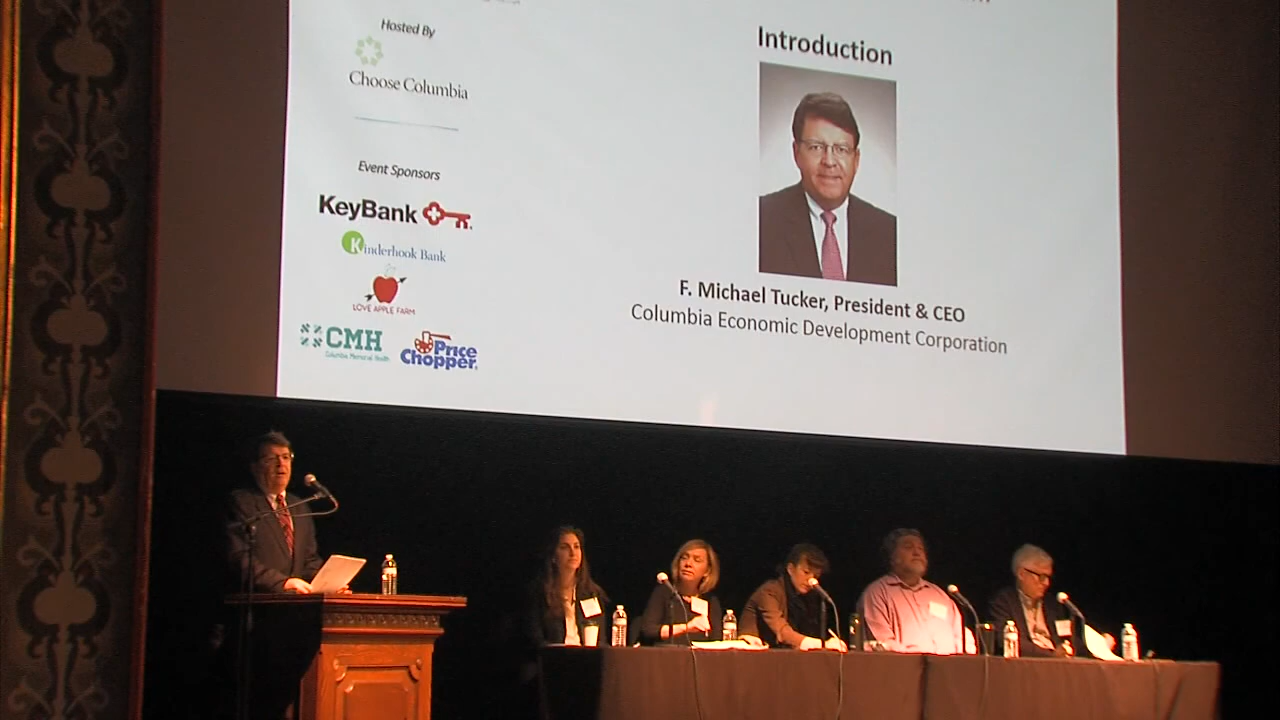 Hosted By
Choose Columbia
Event Sponsors
KeyBank
Kinderhook Bank
LOVE APPLE FARM
CMH
Columbia Memorial Health
Price
Chopper
Introduction
F. Michael Tucker, President & CEO
Columbia Economic Development Corporation